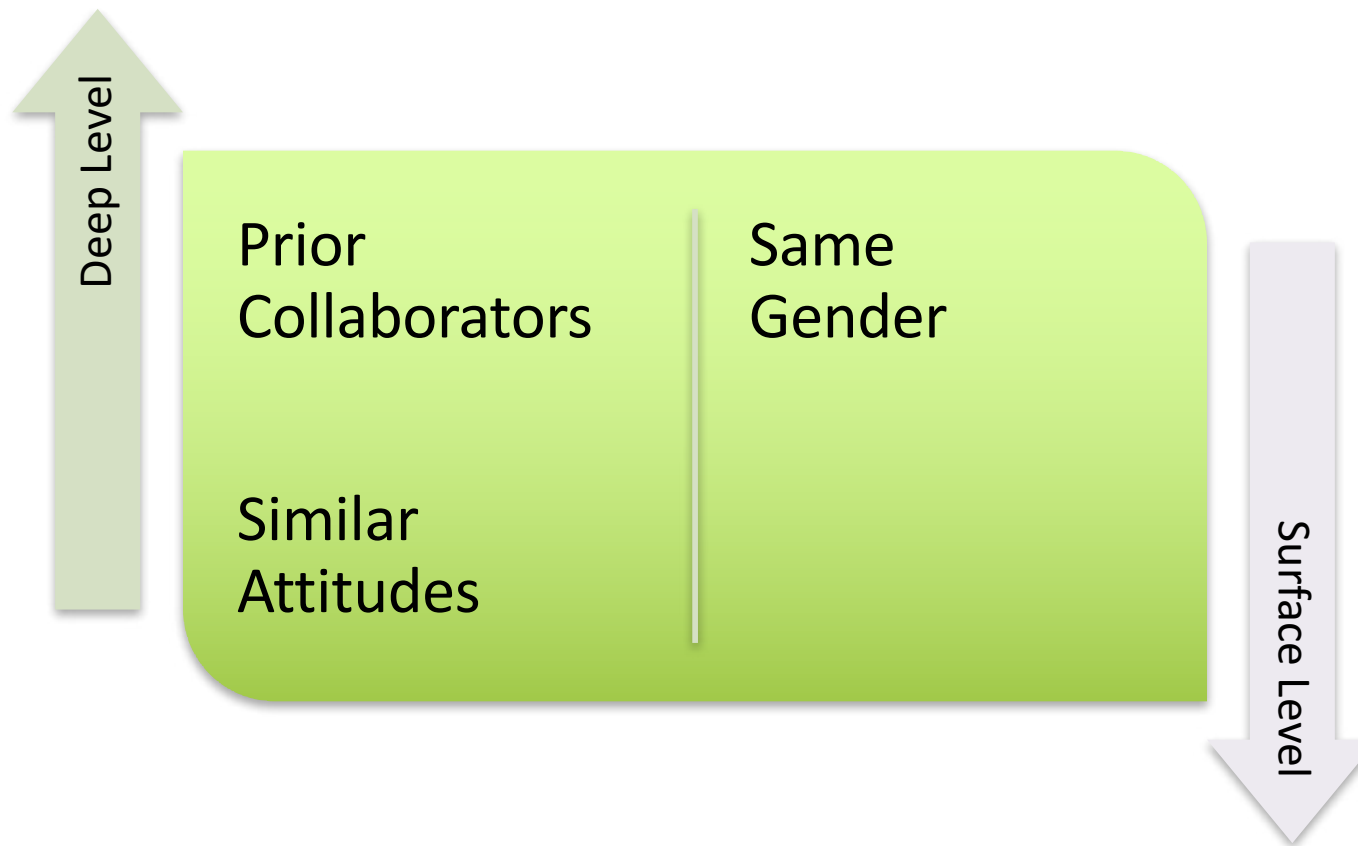 Deep Level
Prior
Collaborators
Similar
Attitudes
Same
Gender
Surface Level